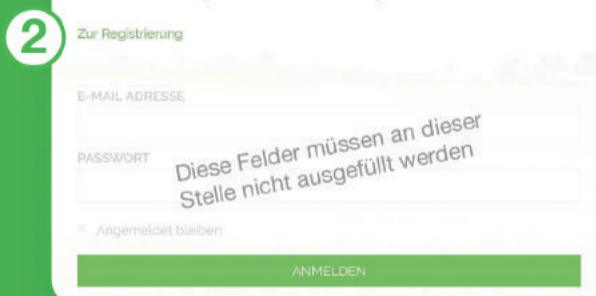 2
Zur Registrierung
E-MAIL ADRESSE
PASSWORT
Diese Felder müssen an dieser
Stelle nicht ausgefüllt werden
Angemeldet bleiben
ANMELDEN